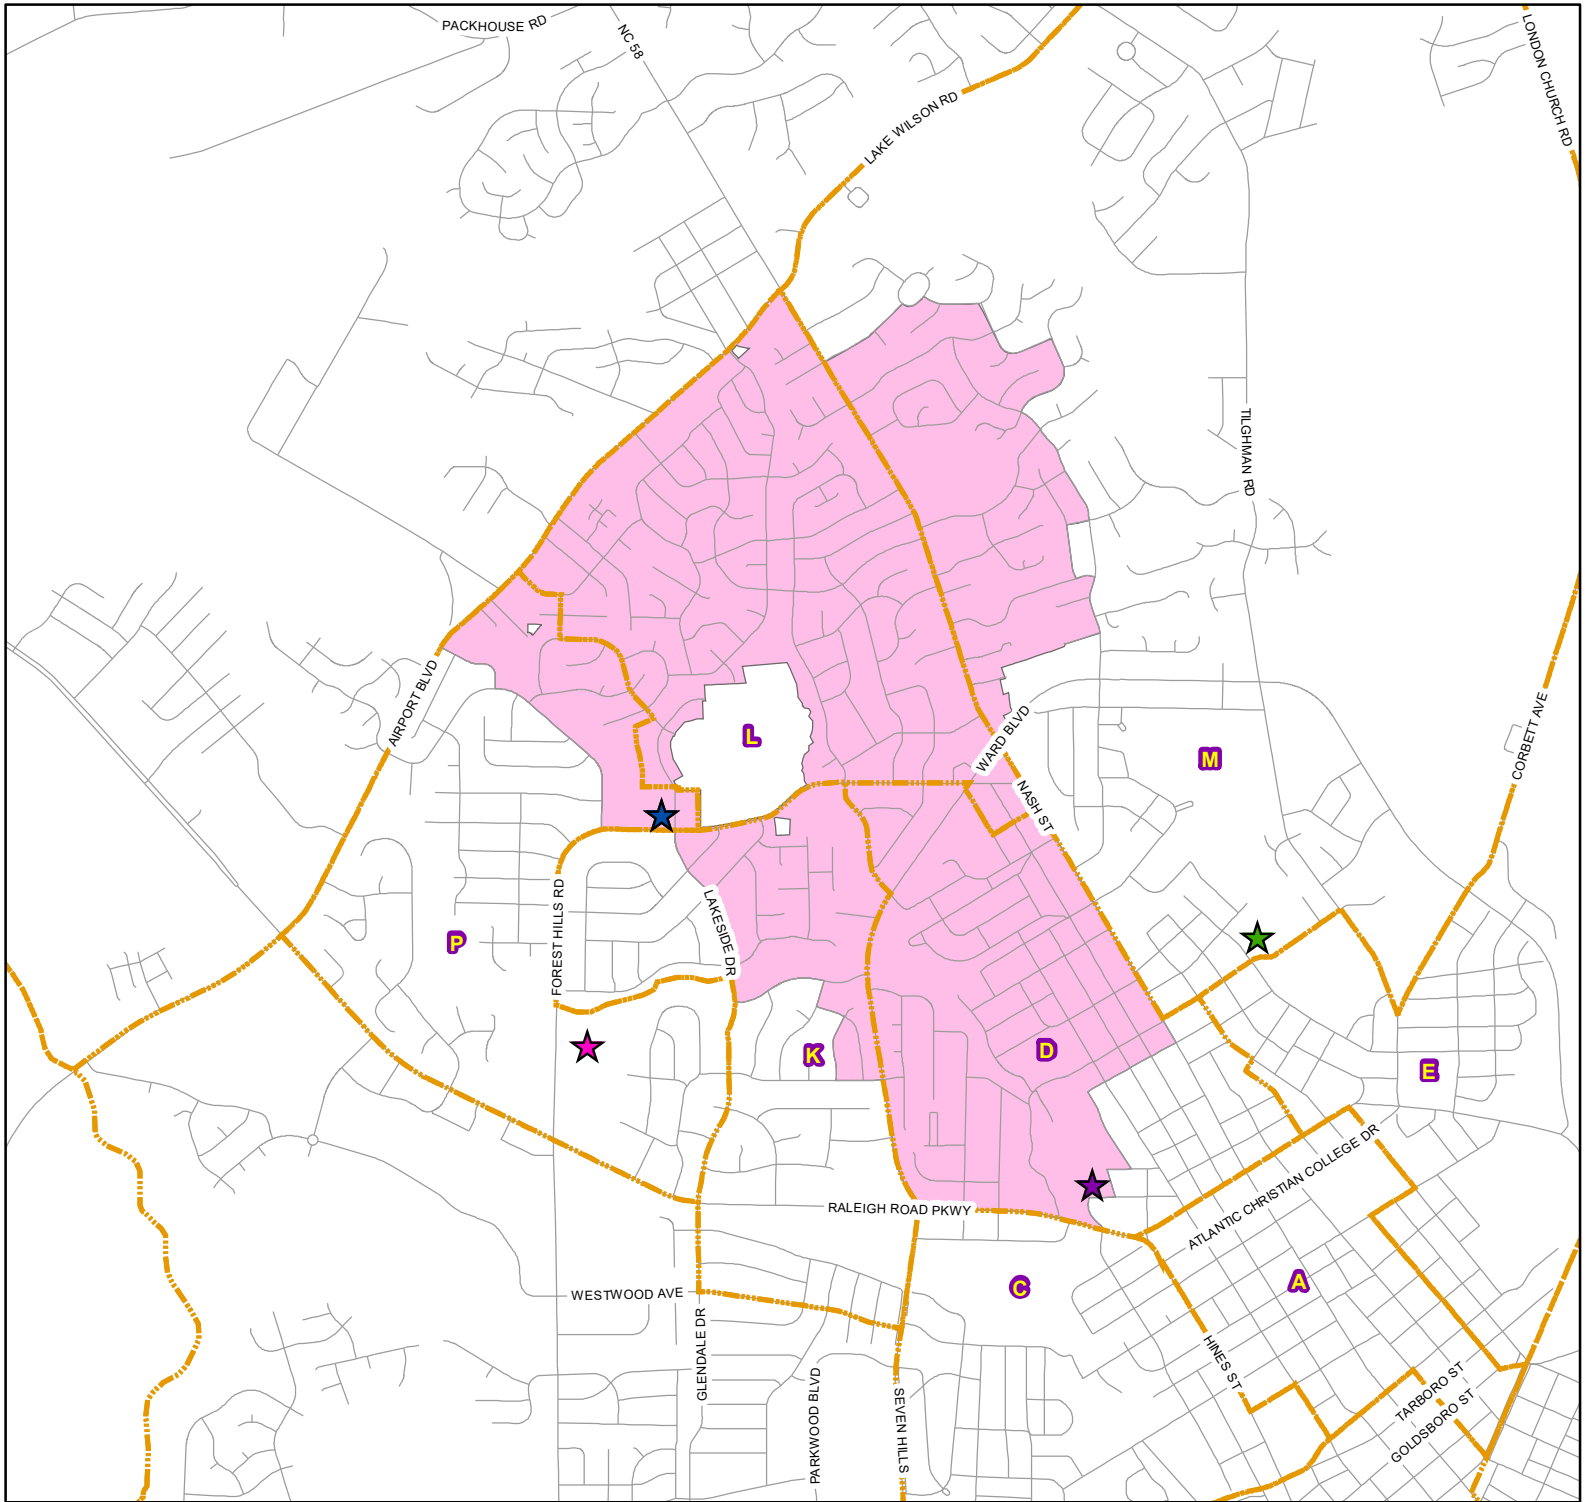 PACKHOUSE RD
NC 58
LONDON CHURCH RD
LAKE WILSON RD
TILGHMAN RD
AIRPORT BLVD
CORBETT AVE
WARD BLVD
L
M
NASH ST
FOREST HILLS RD
LAKESIDE DR
P
K
D
E
ATLANTIC CHRISTIAN COLLEGE DR
RALEIGH ROAD PKWY
C
A
WESTWOOD AVE
GLENDALE DR
HINES ST
PARKWOOD BLVD
SEVEN HILLS
TARBORO ST
GOLDSBORO ST